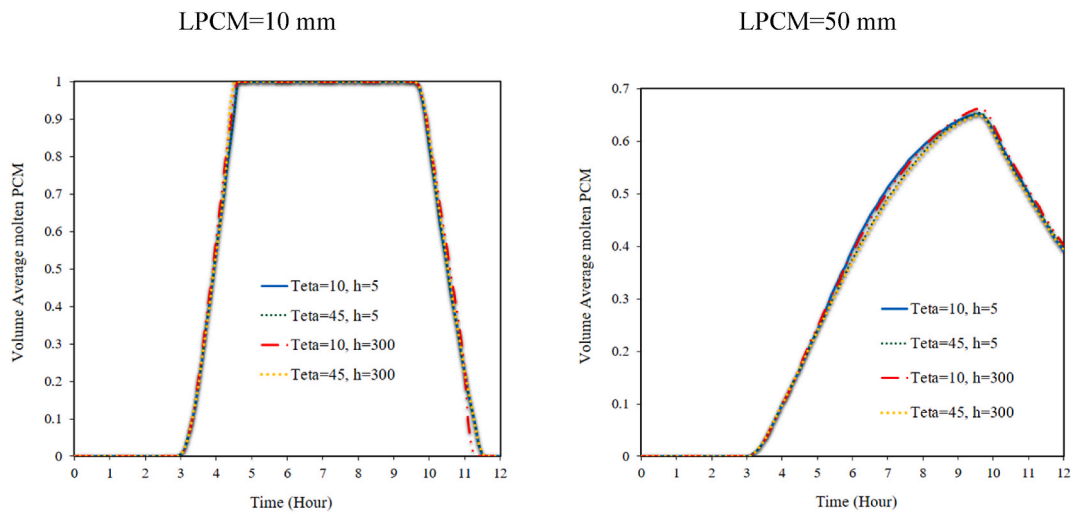 LPCM=10 mm
LPCM=50 mm
Volume Average molten PCM
1
0.9
0.8
0.7
0.6
0.5
0.4
0.3
0.2
0.1
0
Teta=10, h=5
Teta=45, h=5
Teta=10, h=300
Teta=45, h=300
0 1 2 3 4 5 6 7 8 9 10 11 12
Time (Hour)
Volume Average molten PCM
0.7
0.6
0.5
0.4
0.3
0.2
0.1
0
Teta=10, h=5
Teta=45, h=5
Teta=10, h=300
Teta=45, h=300
0 1 2 3 4 5 6 7 8 9 10 11 12
Time (Hour)